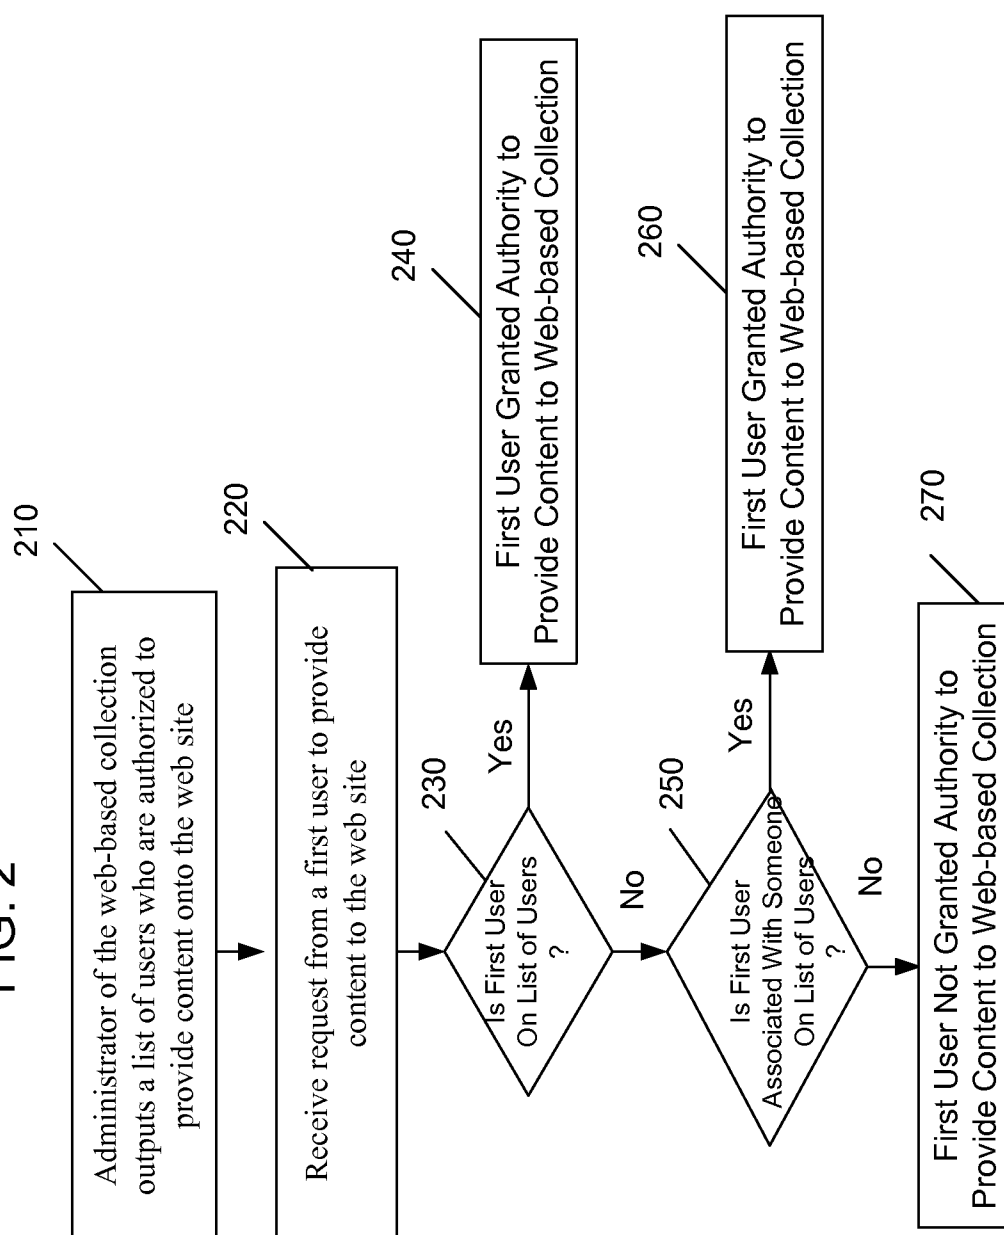 FIG. 2
210
Administrator of the web-based collection
outputs a list of users who are authorized to
provide content onto the web site
220
Receive request from a first user to provide
content to the web site
230
Is First User
On List of Users
?
Yes
240
First User Granted Authority to
Provide Content to Web-based Collection
No
250
Is First User
Associated With Someone
On List of Users
?
Yes
260
First User Granted Authority to
Provide Content to Web-based Collection
No
270
First User Not Granted Authority to
Provide Content to Web-based Collection